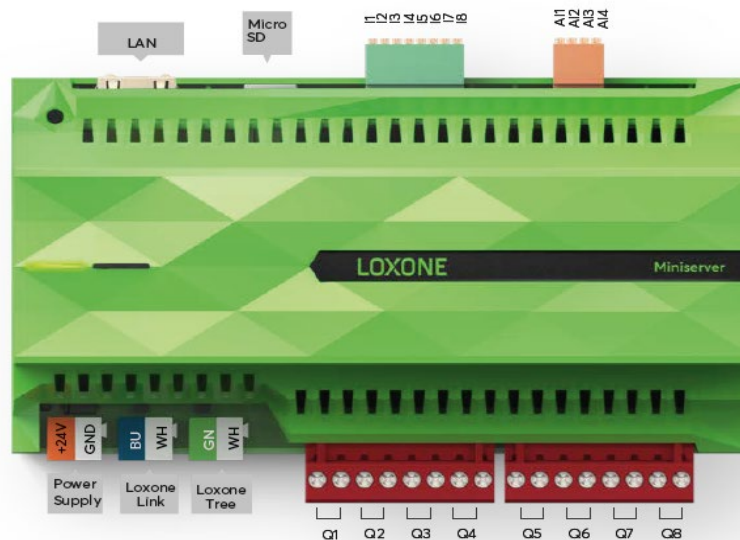 LAN
Micro
SD
I1
I2
I3
I4
I5
I6
I7
I8
AI1
AI2
AI3
AI4
LOXONE
Miniserver
+24V
GND
BU
WH
GN
WH
Power
Supply
Loxone
Link
Loxone
Tree
Q1
Q2
Q3
Q4
Q5
Q6
Q7
Q8